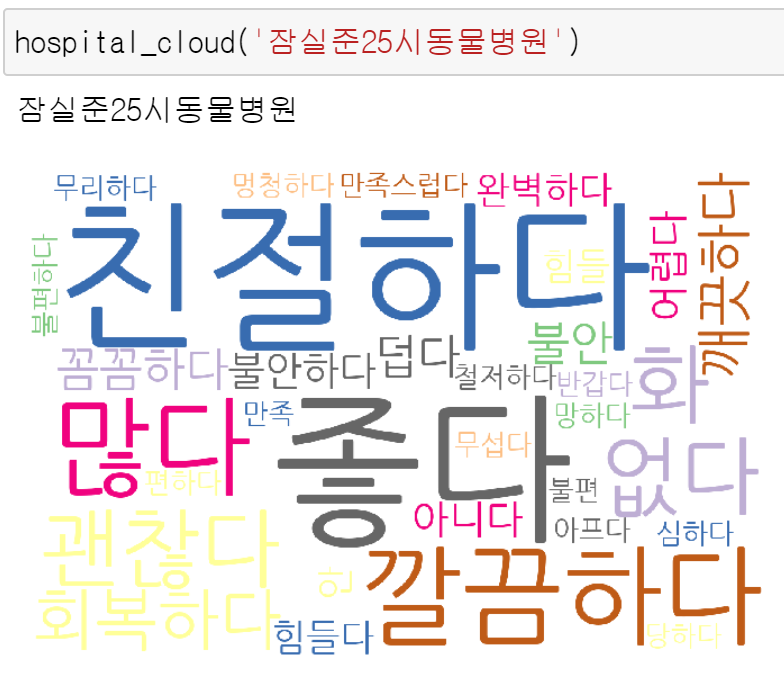 hospital_cloud('잠실준25시동물병원')
잠실준25시동물병원
무리하다 멍청하다 만족스럽다 완벽하다
친절하다
힘들
어렵다
깨끗하다
불편하다
꼼꼼하다 불안하다 덥다 불안
철저하다 반갑다 화
많다 만족 좋다 무섭다 망하다 없다
편하다 불편
아니다 아프다 심하다
괜찮다 안 깔끔하다
회복하다 힘들다 당하다